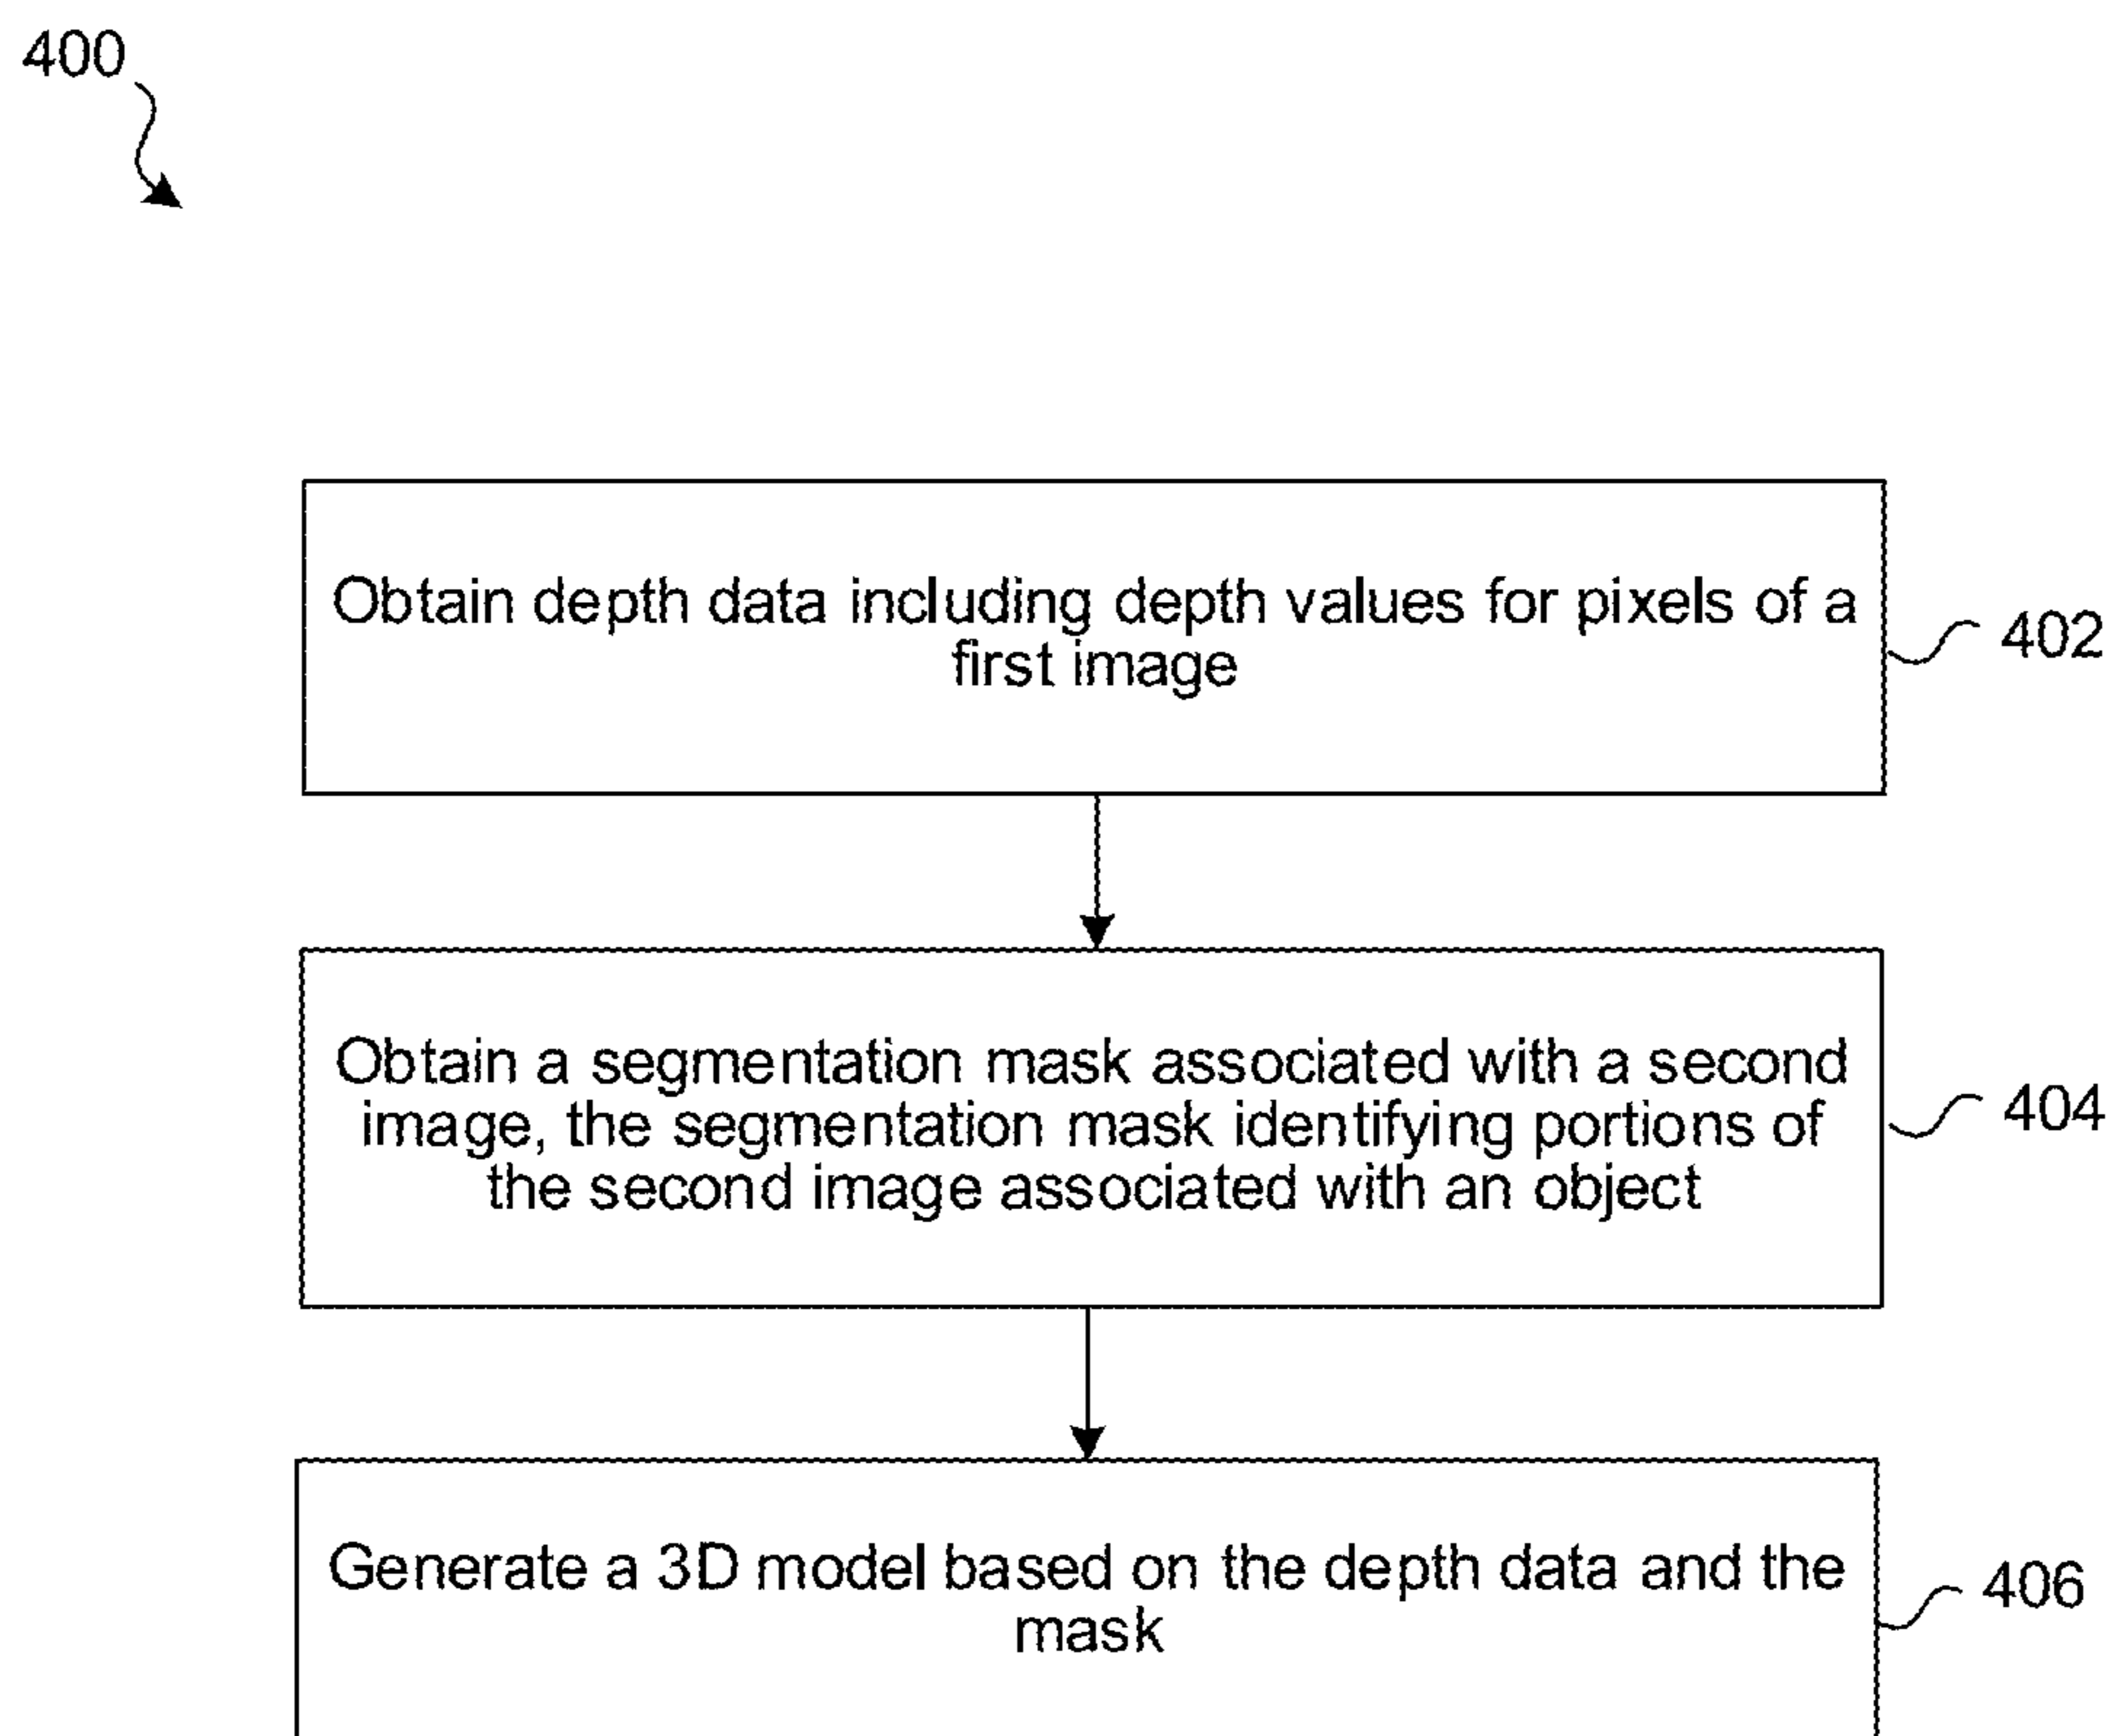 400
Obtain depth data including depth values for pixels of a
first image
402
Obtain a segmentation mask associated with a second
image, the segmentation mask identifying portions of
the second image associated with an object
404
Generate a 3D model based on the depth data and the
mask
406